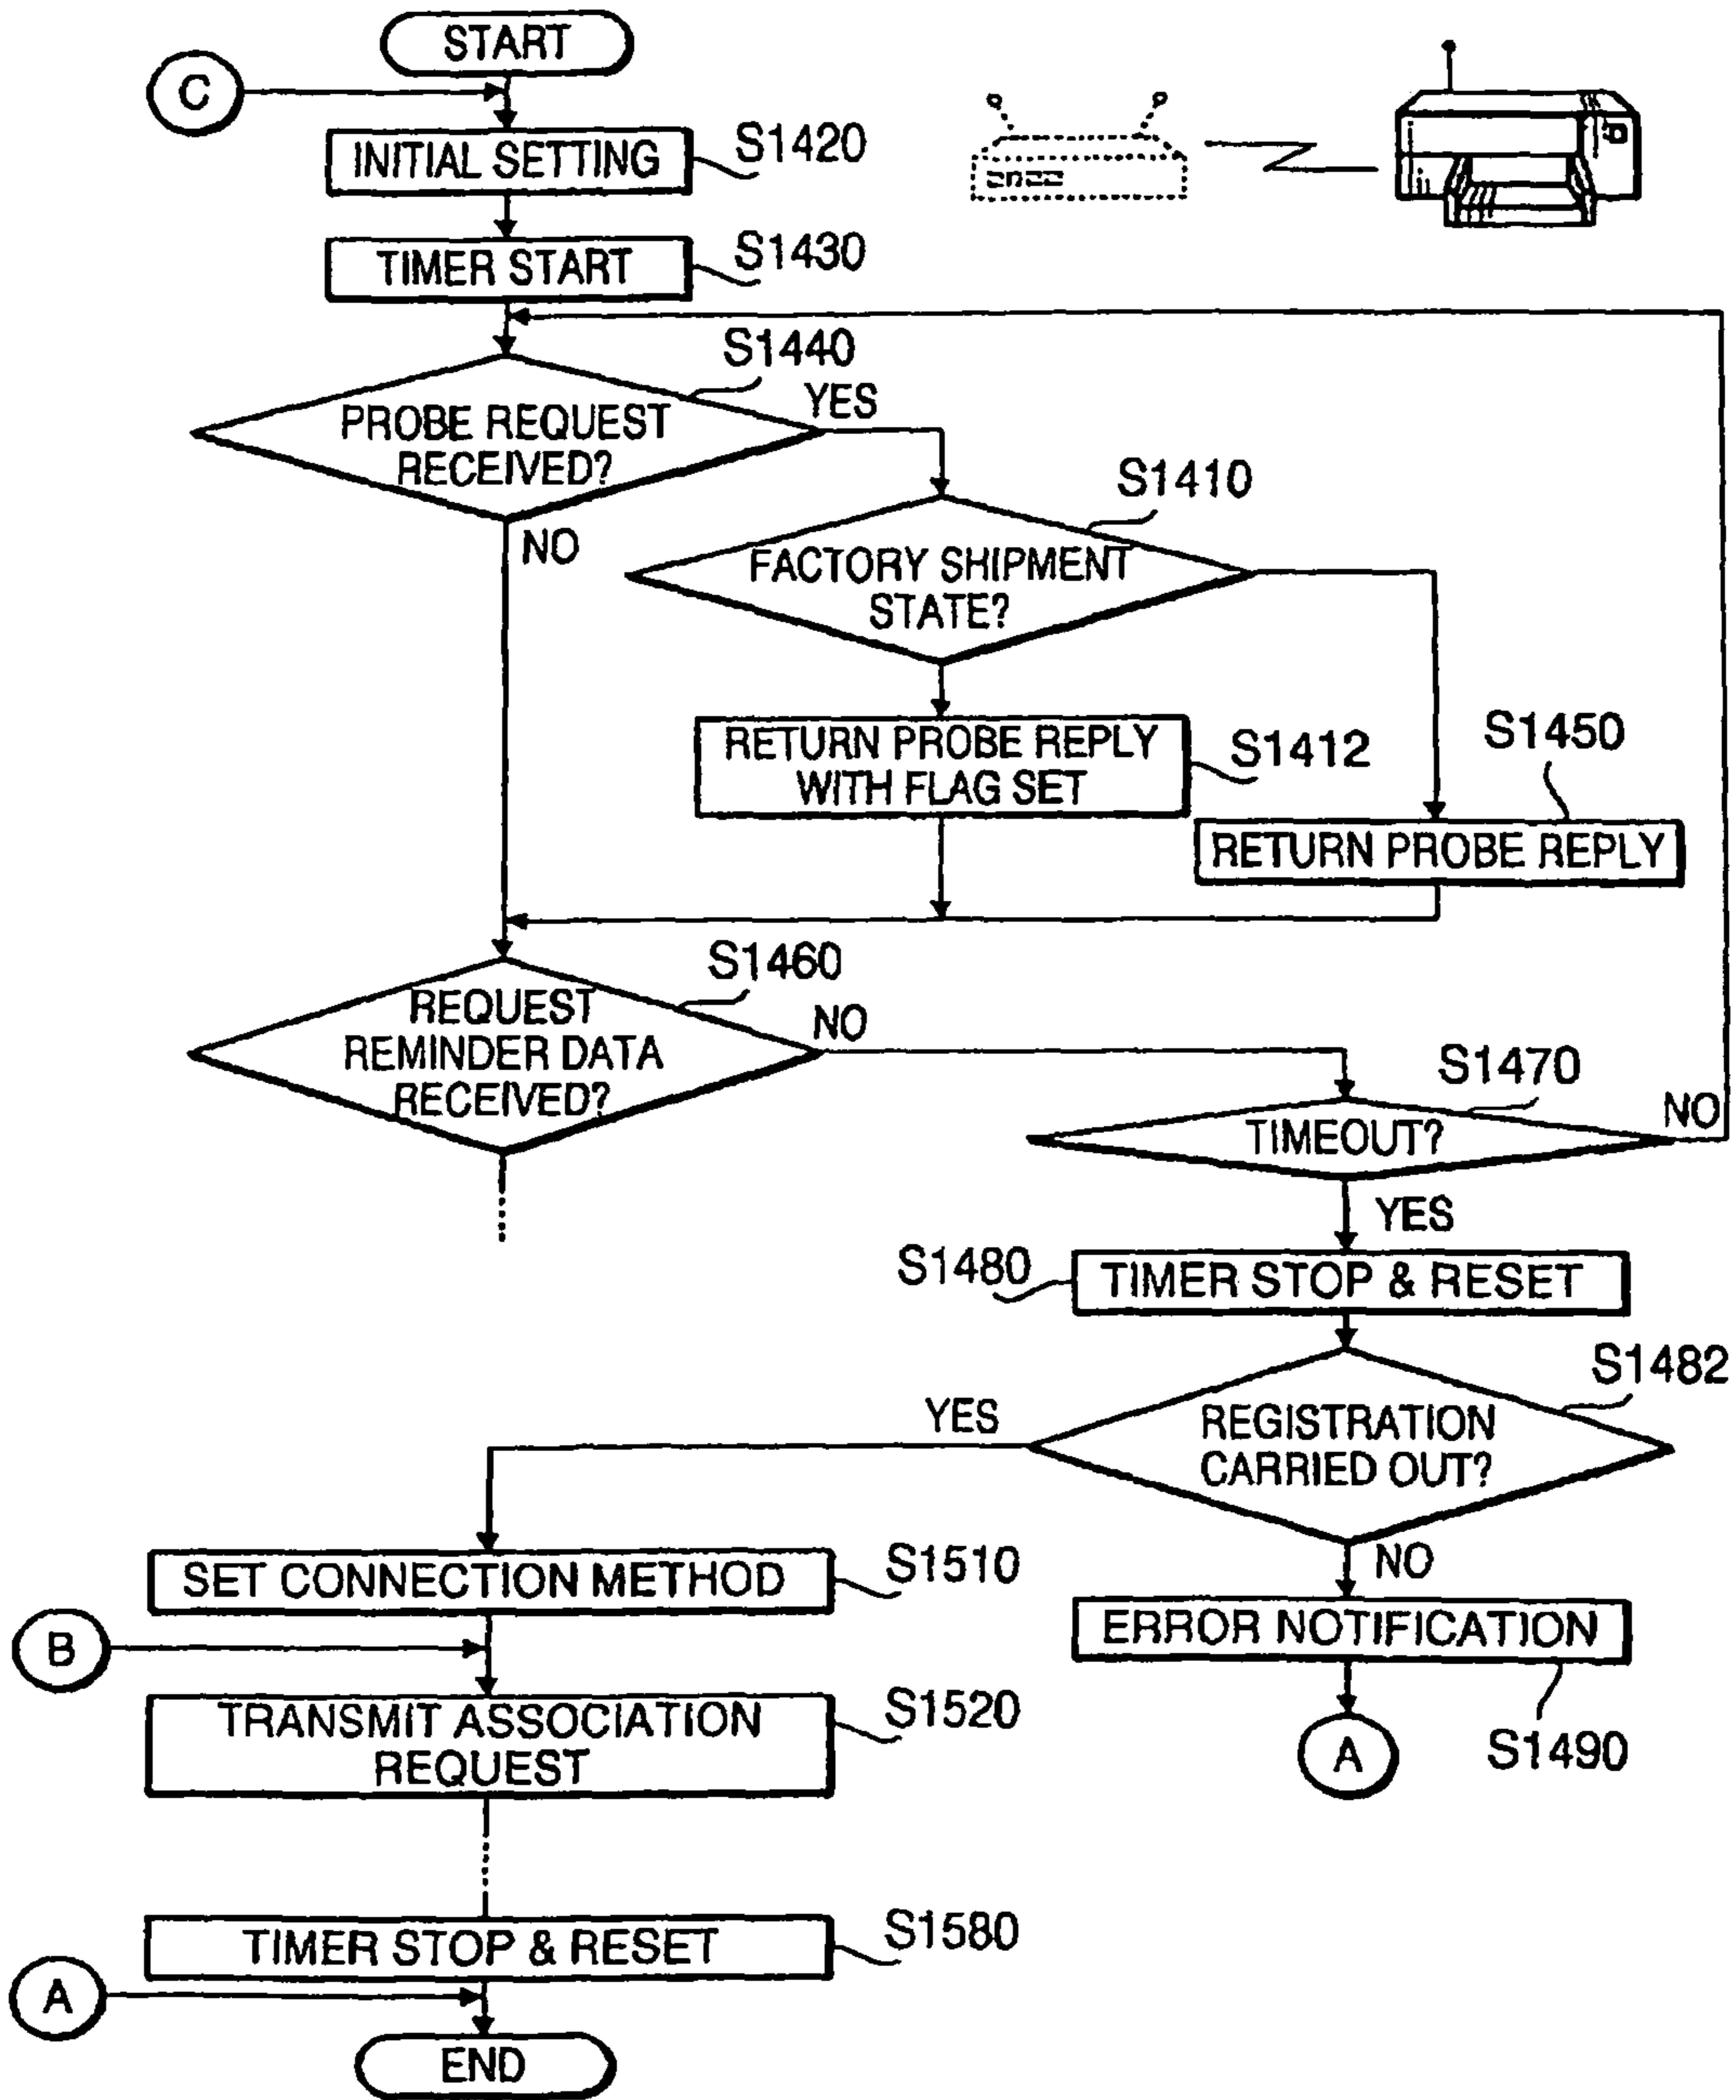 START
C
INITIAL SETTING
S1420
TIMER START
S1430
S1440
PROBE REQUEST
RECEIVED?
YES
NO
S1410
FACTORY SHIPMENT
STATE?
RETURN PROBE REPLY
WITH FLAG SET
S1412
S1450
RETURN PROBE REPLY
S1460
REQUEST
REMINDER DATA
RECEIVED?
NO
S1470
TIMEOUT?
NO
YES
S1480
TIMER STOP & RESET
S1482
REGISTRATION
CARRIED OUT?
YES
NO
SET CONNECTION METHOD
S1510
ERROR NOTIFICATION
S1490
A
B
TRANSMIT ASSOCIATION
REQUEST
S1520
TIMER STOP & RESET
S1580
A
END